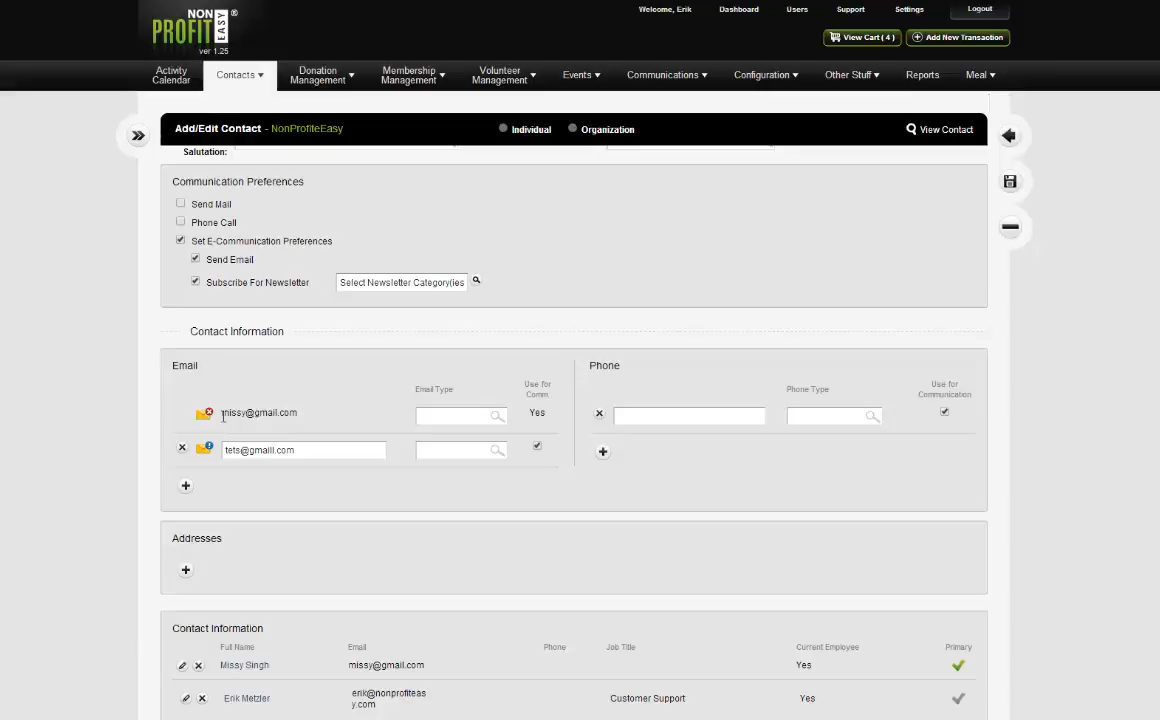 NON
PROFIT EASY ®
ver 1.25
Welcome, Erik Dashboard Users Support Settings Logout
View Cart ( 4 ) Add New Transaction
Activity Calendar Contacts Donation Management Membership Management Volunteer Management Events Communications Configuration Other Stuff Reports Meal
Add/Edit Contact - NonProfiteEasy Individual Organization View Contact
Salutation:
Communication Preferences
Send Mail
Phone Call
Set E-Communication Preferences
Send Email
Subscribe For Newsletter Select Newsletter Category(ies
Contact Information
Email
Email Type Use for Comm.
missy@gmail.com Yes
tets@gmaill.com
Phone
Phone Type Use for Communication
Addresses
Contact Information
Full Name Email Phone Job Title Current Employee Primary
Missy Singh missy@gmail.com Yes
Erik Metzler erik@nonprofiteas Customer Support Yes
y.com